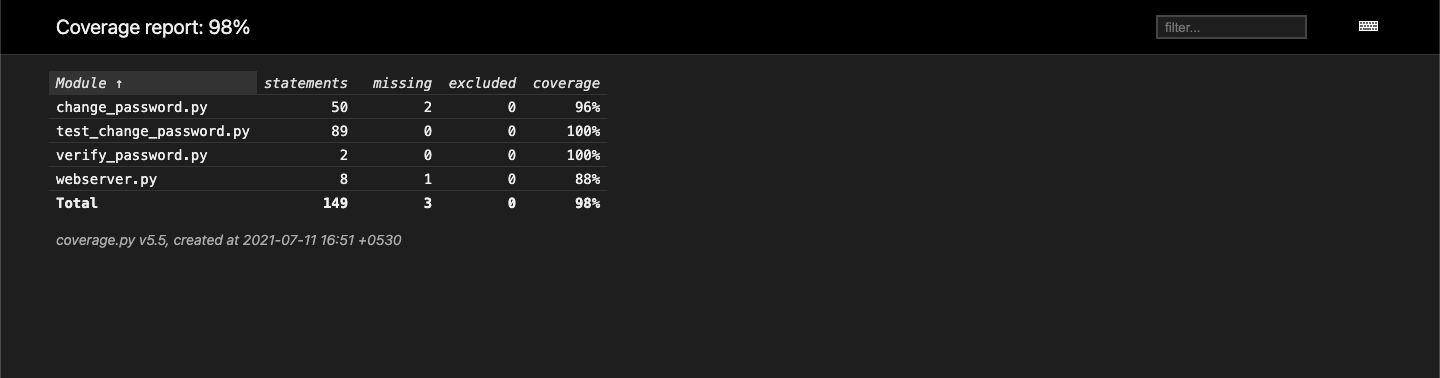 Coverage report: 98%
filter...
Module ↑ statements missing excluded coverage
change_password.py 50 2 0 96%
test_change_password.py 89 0 0 100%
verify_password.py 2 0 0 100%
webserver.py 8 1 0 88%
Total 149 3 0 98%
coverage.py v5.5, created at 2021-07-11 16:51 +0530